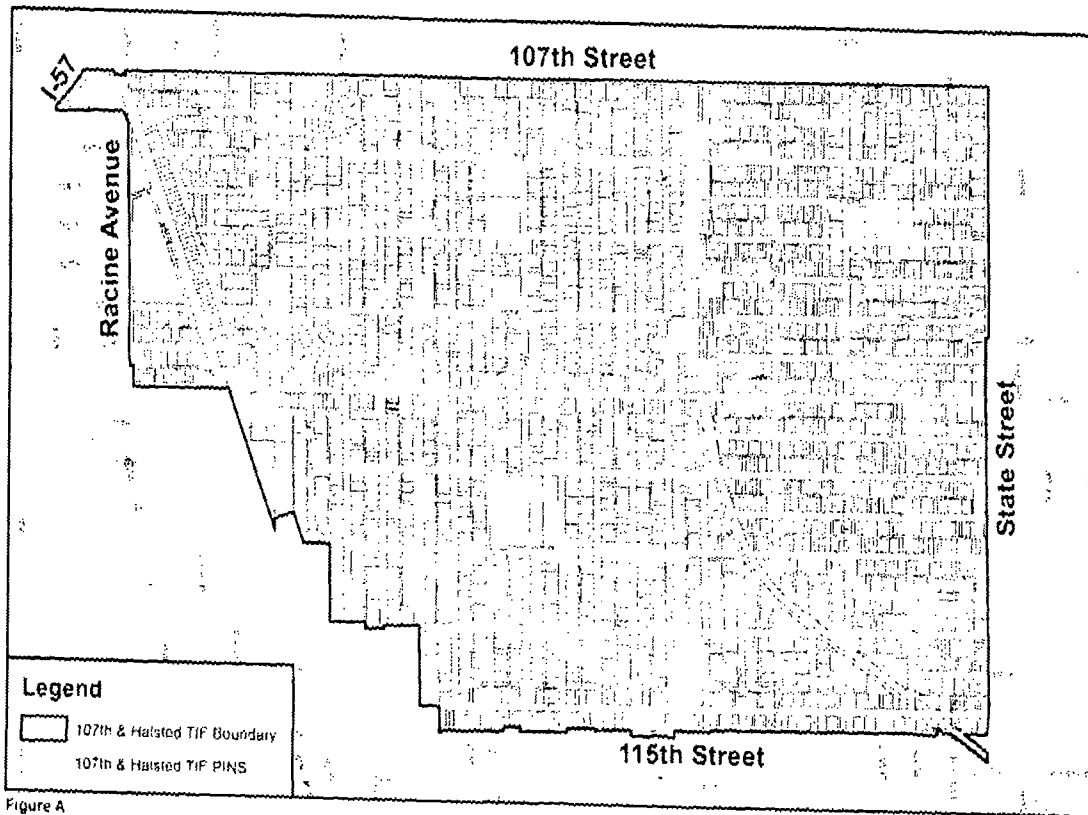 107th Street
I-57
Racine Avenue
State Street
Legend
107th & Halsted TIF Boundary
107th & Halsted TIF PINS
115th Street
Figure A